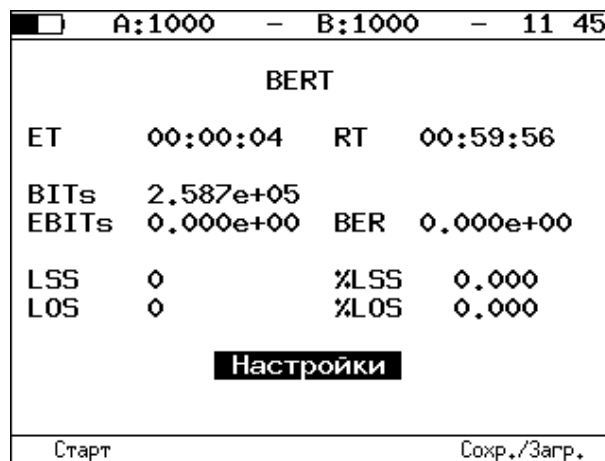 A:1000 – B:1000 – 11 45
BERT
ET 00:00:04 RT 00:59:56
BITs 2.587e+05
EBITs 0.000e+00 BER 0.000e+00
LSS 0 %LSS 0.000
LOS 0 %LOS 0.000
Настройки
Старт Сохр./Загр.